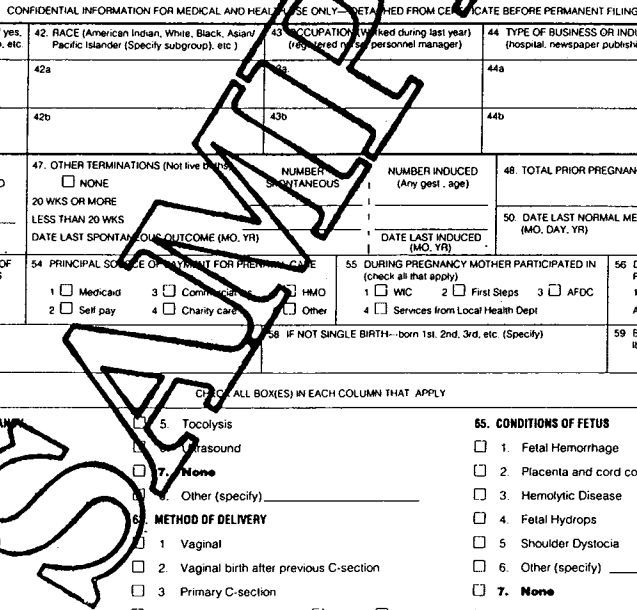 CONFIDENTIAL INFORMATION FOR MEDICAL AND HEALTH USE ONLY—DETACHED FROM CERTIFICATE BEFORE PERMANENT FILING
yes, etc.
42. RACE (American Indian, White, Black, Asian/
Pacific Islander (Specify subgroup), etc )
43 OCCUPATION (Worked during last year)
(registered nurse, personnel manager)
44 TYPE OF BUSINESS OR
(hospital, newspaper
42a
44a
42b
43b
44b
47. OTHER TERMINATIONS (Not live births)
NONE
20 WKS OR MORE
LESS THAN 20 WKS
DATE LAST SPONTANEOUS OUTCOME (MO, YR)
NUMBER
SPONTANEOUS
NUMBER INDUCED
(Any gest . age)
DATE LAST INDUCED
(MO, YR)
48. TOTAL PRIOR
50. DATE LAST NORMAL
(MO, DAY, YR)
OF
54 PRINCIPAL SOURCE OF PAYMENT FOR PRENATAL CARE
1 Medicaid 3 HMO
2 Self pay 4 Charity care Other
55 DURING PREGNANCY MOTHER PARTICIPATED IN
(check all that apply)
1 WIC 2 First Steps 3 AFDC
4 Services from Local Health Dept
56
58 IF NOT SINGLE BIRTH---born 1st, 2nd, 3rd, etc. (Specify)
59
CHECK ALL BOX(ES) IN EACH COLUMN THAT APPLY
5. Tocolysis
Ultrasound
7. None
Other (specify)
METHOD OF DELIVERY
1 Vaginal
2. Vaginal birth after previous C-section
3 Primary C-section
65. CONDITIONS OF FETUS
1. Fetal Hemorrhage
2. Placenta and cord
3. Hemolytic Disease
4. Fetal Hydrops
5 Shoulder Dystocia
6. Other (specify)
7. None
SAMP